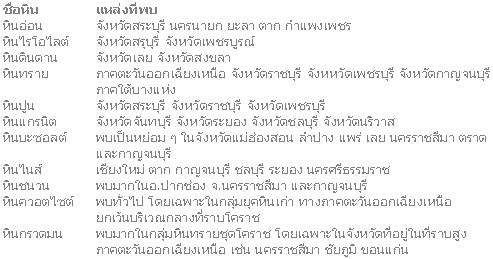 ชื่อหิน แหล่งที่พบ
หินอ่อน จังหวัดสระบุรี นครนายก ยะลา ตาก กำแพงเพชร
หินไรโอไลต์ จังหวัดสรุบุรี จังหวัดเพชรบูรณ์
หินดินดาน จังหวัดเลย จังหวัดสงขลา
หินทราย ภาคตะวันออกเฉียงเหนือ จังหวัดราชบุรี จังหหวัดเพชรบุรี จังหวัดกาญจนบุรี
ภาคใต้บางแห่ง
หินปูน จังหวัดสระบุรี จังหวัดราชบุรี จังหวัดเพชรบุรี
หินแกรนิต จังหวัดจันทบุรี จังหวัดระยอง จังหวัดชลบุรี จังหวัดนริวาส
หินบะซอลต์ พบเป็นหย่อม ๆ ในจังหวัดแม่ฮ่องสอน ลำปาง แพร่ เลย นครราชสีมา ตราด
และกาญจนบุรี
หินไนส์ เชียงใหม่ ตาก กาญจนบุรี ชลบุรี ระยอง นครศรีธรรมราช
หินชนวน พบมากในอ.ปากช่อง จ.นครราชสีมา และกาญจนบุรี
หินควอตไซต์ พบทั่วไป โดยเฉพาะในกลุ่มยุคหินเก่า ทางภาคตะวันออกเฉียงเหนือ
ยกเว้นบริเวณกลางที่ราบโคราช
หินกรวดมน พบมากในกลุ่มหินทรายชุดโคราช โดยเฉพาะในจังหวัดที่อยู่ในที่ราบสูง
ภาคตะวันออกเฉียงเหนือ เช่น นครราชสีมา ชัยภูมิ ขอนแก่น